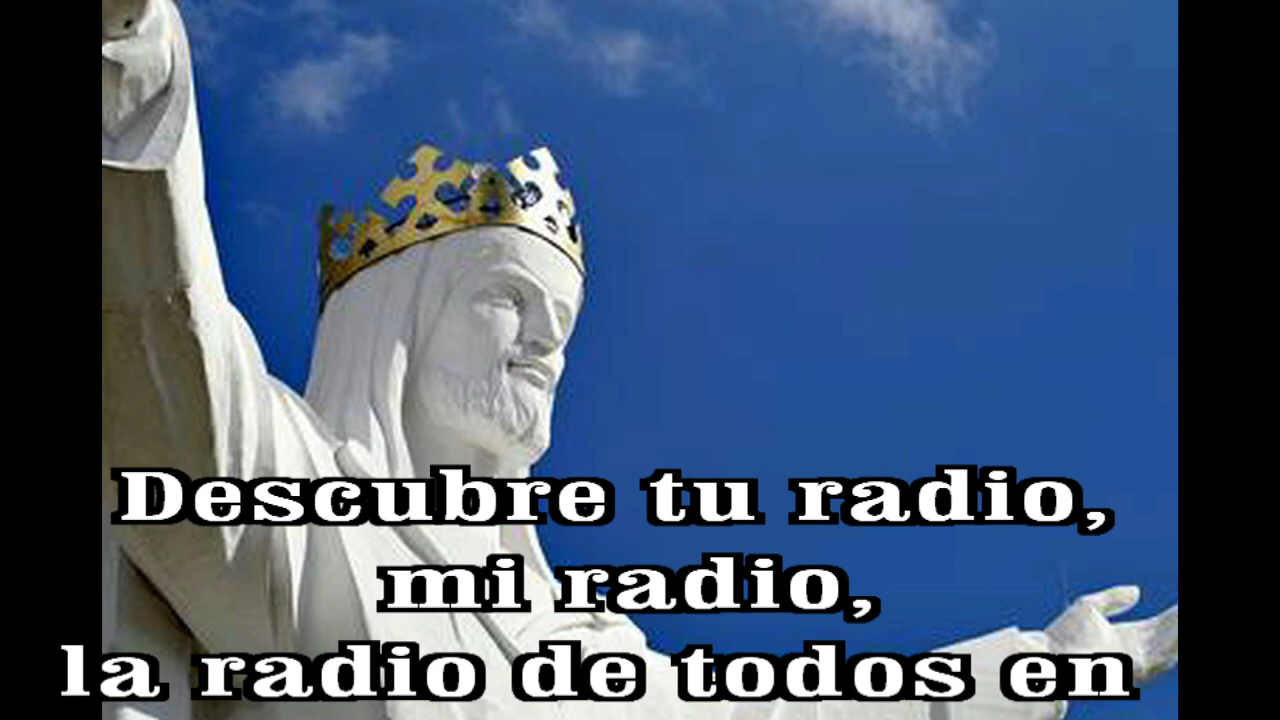 Descubre tu radio,
mi radio,
la radio de todos en